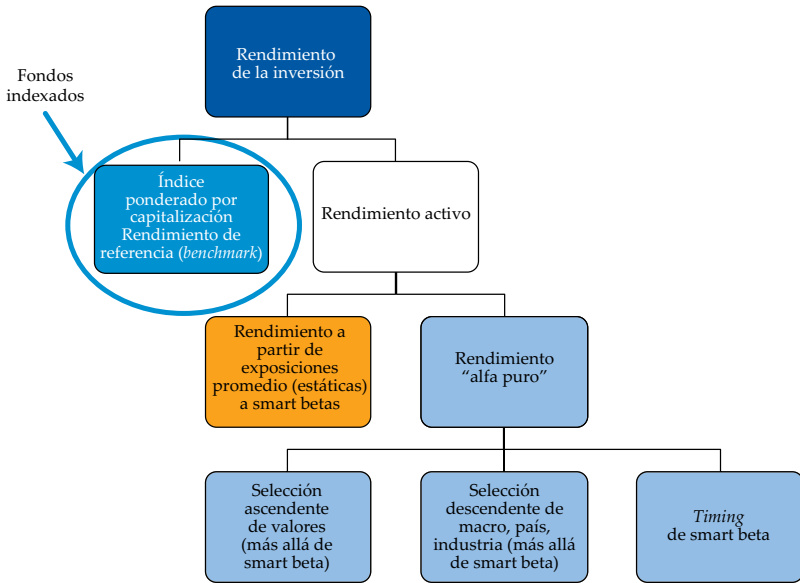 Rendimiento
de la inversión
Fondos
indexados
Índice
ponderado por
capitalización
Rendimiento de
referencia (benchmark)
Rendimiento activo
Rendimiento a
partir de
exposiciones
promedio (estáticas)
a smart betas
Rendimiento
“alfa puro”
Selección
ascendente
de valores
(más allá de
smart beta)
Selección
descendente de
macro, país,
industria (más allá
de smart beta)
Timing
de smart beta